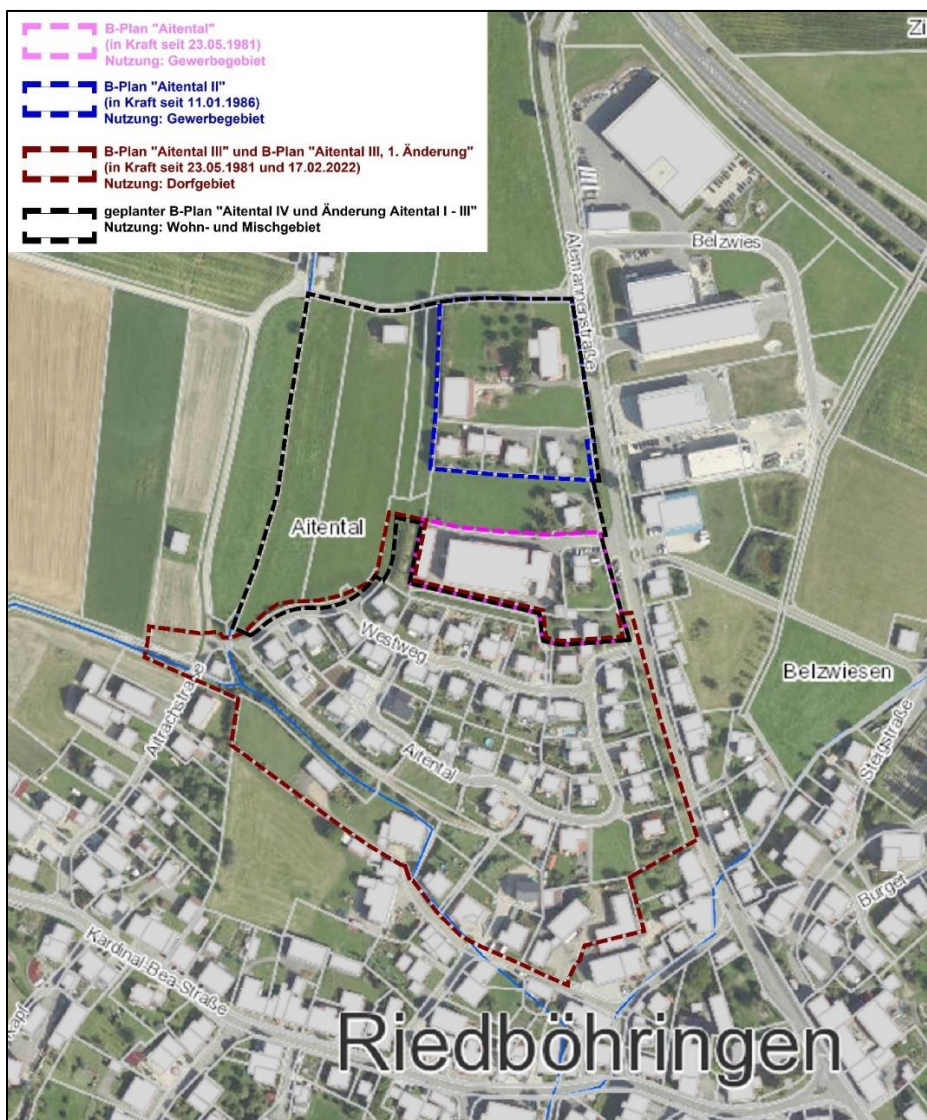 B-Plan "Aitental"
(in Kraft seit 23.05.1981)
Nutzung: Gewerbegebiet
B-Plan "Aitental II"
(in Kraft seit 11.01.1986)
Nutzung: Gewerbegebiet
B-Plan "Aitental III" und B-Plan "Aitental III, 1. Änderung"
(in Kraft seit 23.05.1981 und 17.02.2022)
Nutzung: Dorfgebiet
geplanter B-Plan "Aitental IV und Änderung Aitental I - III"
Nutzung: Wohn- und Mischgebiet
Zi
Belzwies
Alemannenstraße
Aitental
Westweg
Belzwiesen
Aitrachstraße
Aitental
Steigstraße
Burget
Kardinal-Bea-Straße
Kapf
Riedböhringen